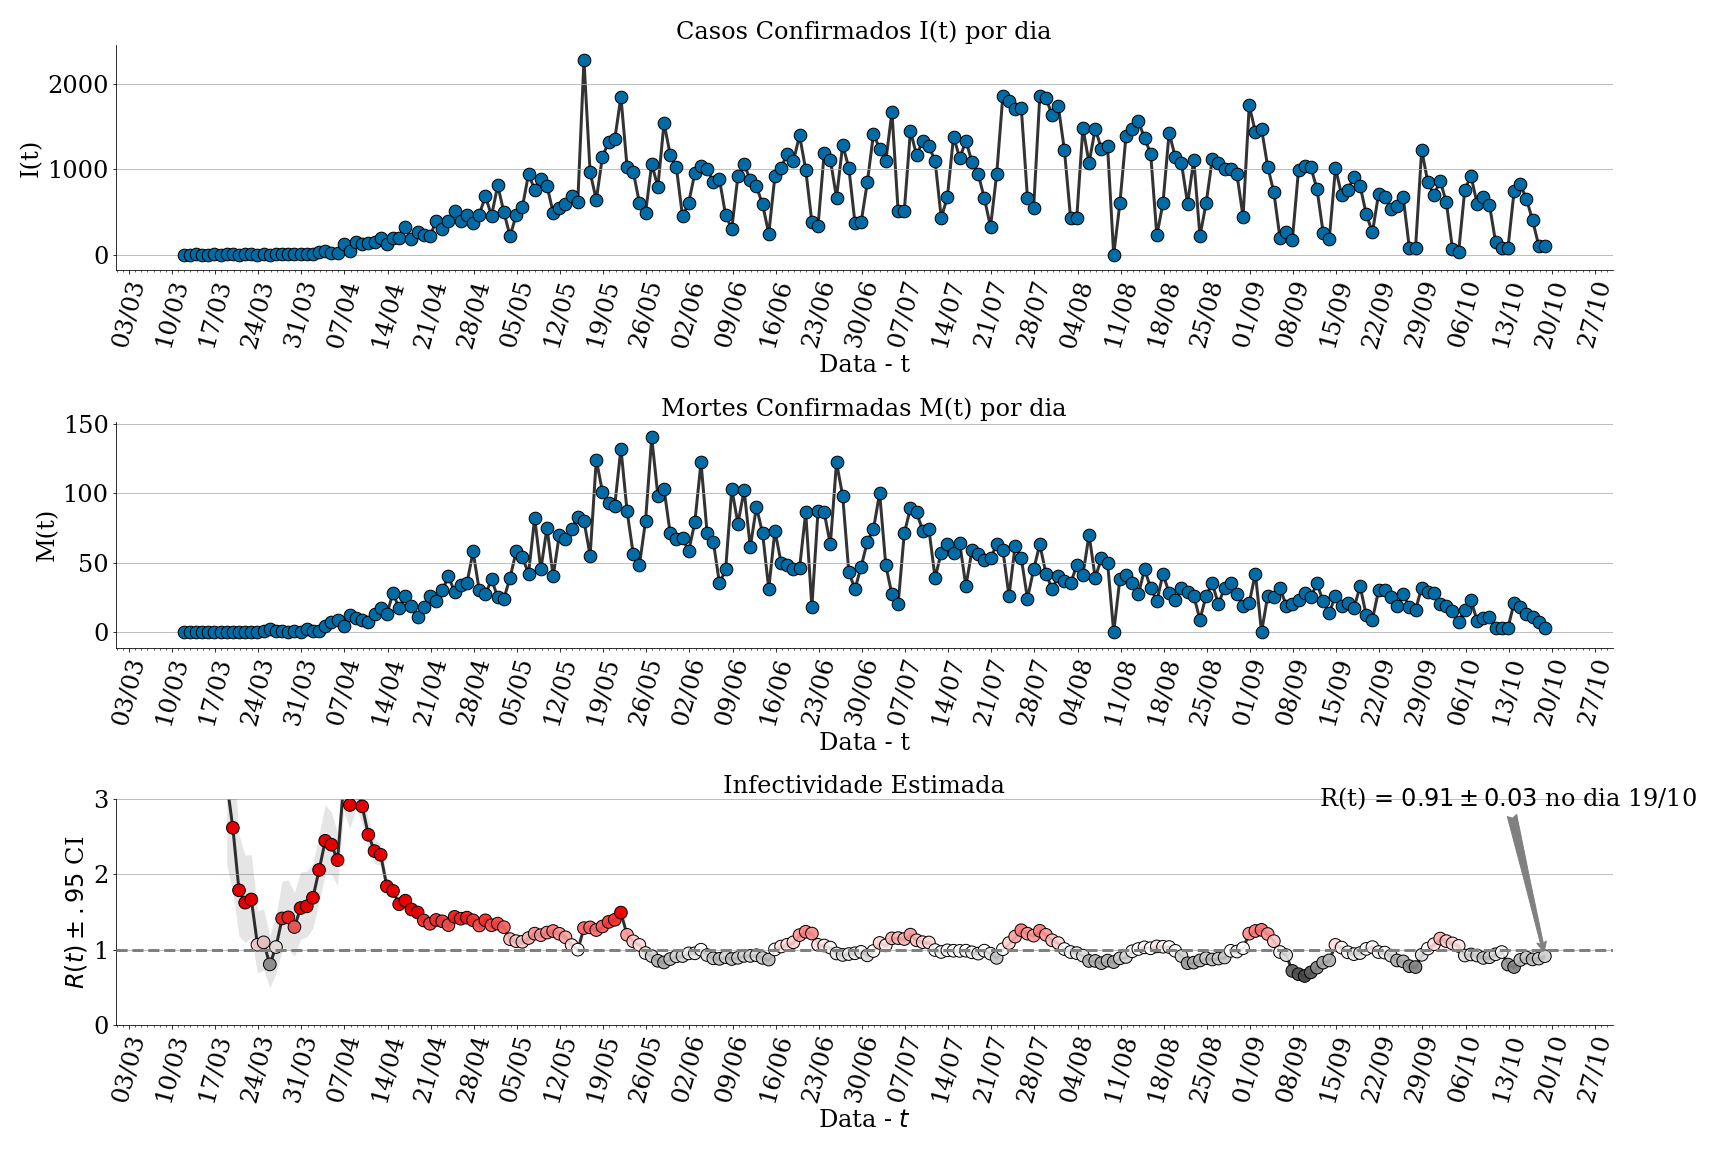 Casos Confirmados I(t) por dia
2000
1000
0
I(t)
03/03 10/03 17/03 24/03 31/03 07/04 14/04 21/04 28/04 05/05 12/05 19/05 26/05 02/06 09/06 16/06 23/06 30/06 07/07 14/07 21/07 28/07 04/08 11/08 18/08 25/08 01/09 08/09 15/09 22/09 29/09 06/10 13/10 20/10 27/10
Data - t
Mortes Confirmadas M(t) por dia
150
100
50
0
M(t)
03/03 10/03 17/03 24/03 31/03 07/04 14/04 21/04 28/04 05/05 12/05 19/05 26/05 02/06 09/06 16/06 23/06 30/06 07/07 14/07 21/07 28/07 04/08 11/08 18/08 25/08 01/09 08/09 15/09 22/09 29/09 06/10 13/10 20/10 27/10
Data - t
Infectividade Estimada
R(t) = 0.91 ± 0.03 no dia 19/10
3
2
1
0
R(t) ± .95 CI
03/03 10/03 17/03 24/03 31/03 07/04 14/04 21/04 28/04 05/05 12/05 19/05 26/05 02/06 09/06 16/06 23/06 30/06 07/07 14/07 21/07 28/07 04/08 11/08 18/08 25/08 01/09 08/09 15/09 22/09 29/09 06/10 13/10 20/10 27/10
Data - t